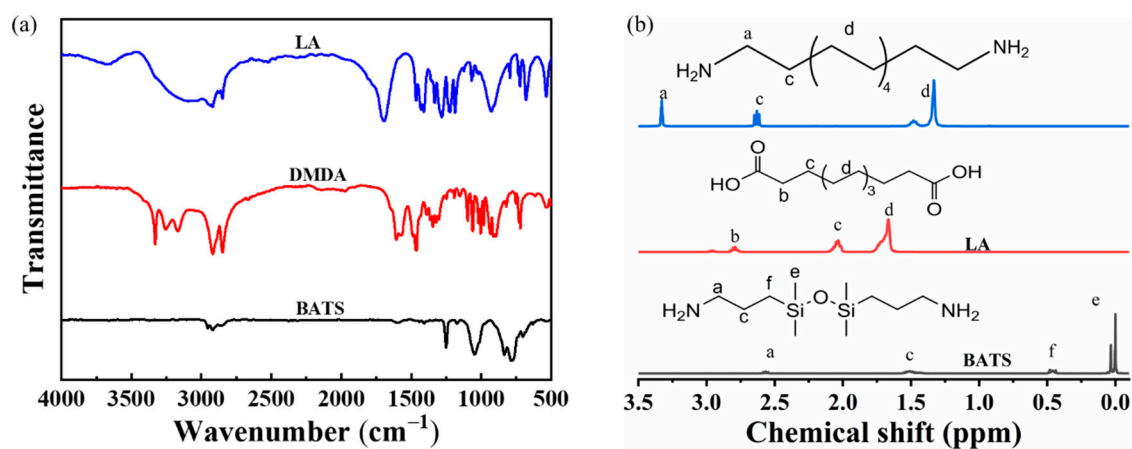 (a)
LA
DMDA
BATS
Transmittance
4000 3500 3000 2500 2000 1500 1000 500
Wavenumber (cm⁻¹)
(b)
a
d
NH₂
H₂N
c
4
a
c
d
O
c
d
OH
HO
3
b
O
b
c
d
LA
e
a
f
e
H₂N
Si
O
Si
NH₂
c
a
c
BATS
f
3.5 3.0 2.5 2.0 1.5 1.0 0.5 0.0
Chemical shift (ppm)